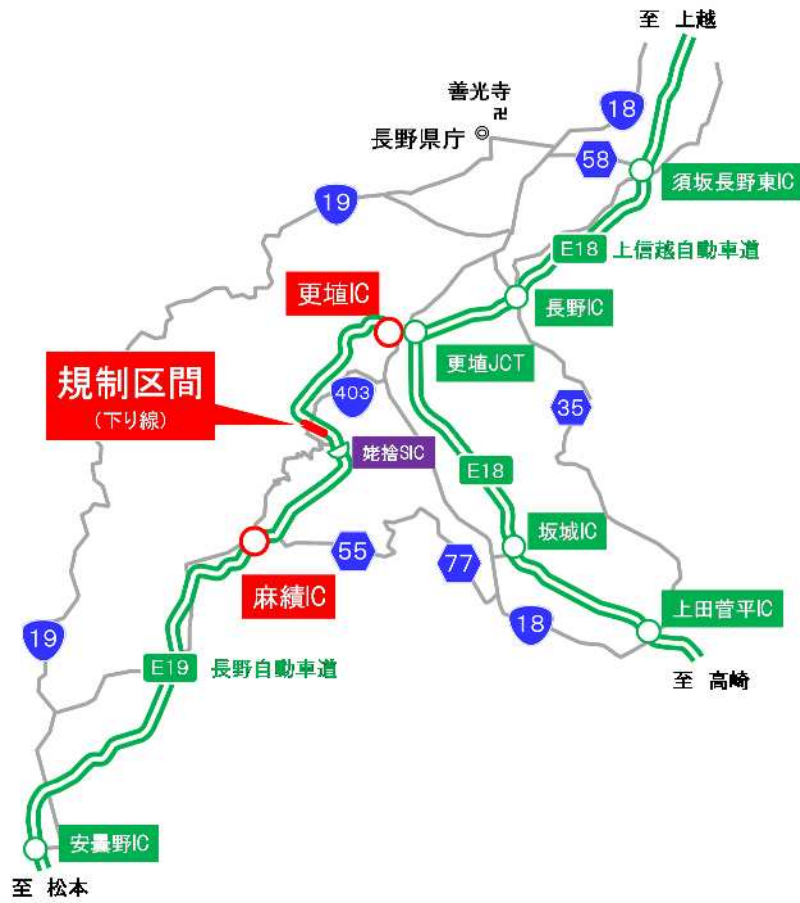 至 上越
善光寺
卍
長野県庁
18
58
須坂長野東IC
19
E18 上信越自動車道
更埴IC
長野IC
更埴JCT
規制区間
(下り線)
403
35
姥捨SIC
E18
坂城IC
55
77
麻績IC
上田菅平IC
18
19
E19 長野自動車道
至 高崎
安曇野IC
至 松本